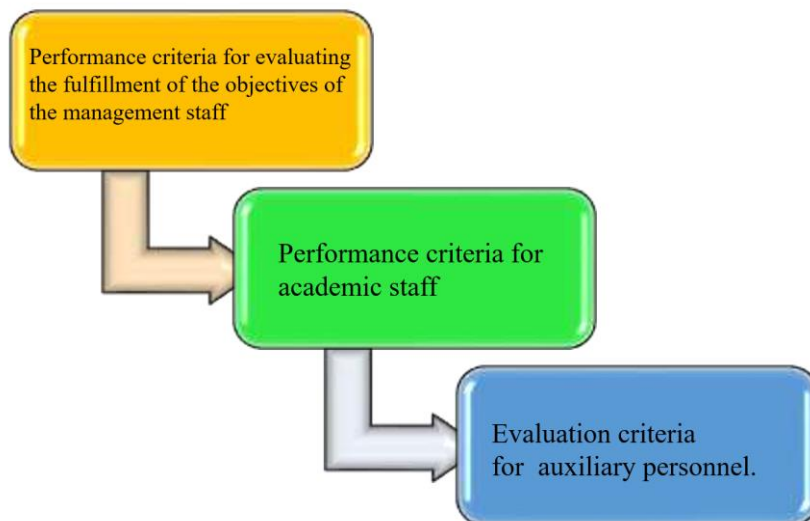 Performance criteria for evaluating
the fulfillment of the objectives of
the management staff
Performance criteria for
academic staff
Evaluation criteria
for  auxiliary personnel.